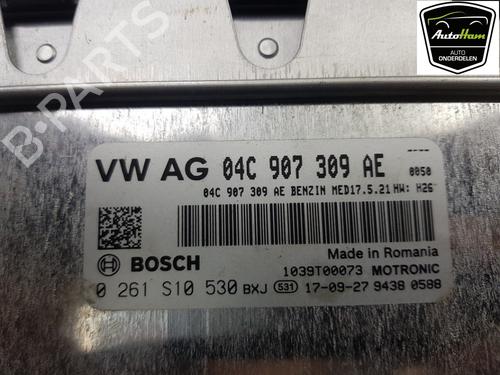 AutoHam
AUTO
ONDERDELEN
B-PARTS
VW AG 04C 907 309 AE 0050
04C 907 309 AE BENZIN MED17.5.21 HW: H26
Made in Romania
BOSCH 1039T00073 MOTRONIC
0 261 S10 530 BXJ 531 17-09-27 9438 0588